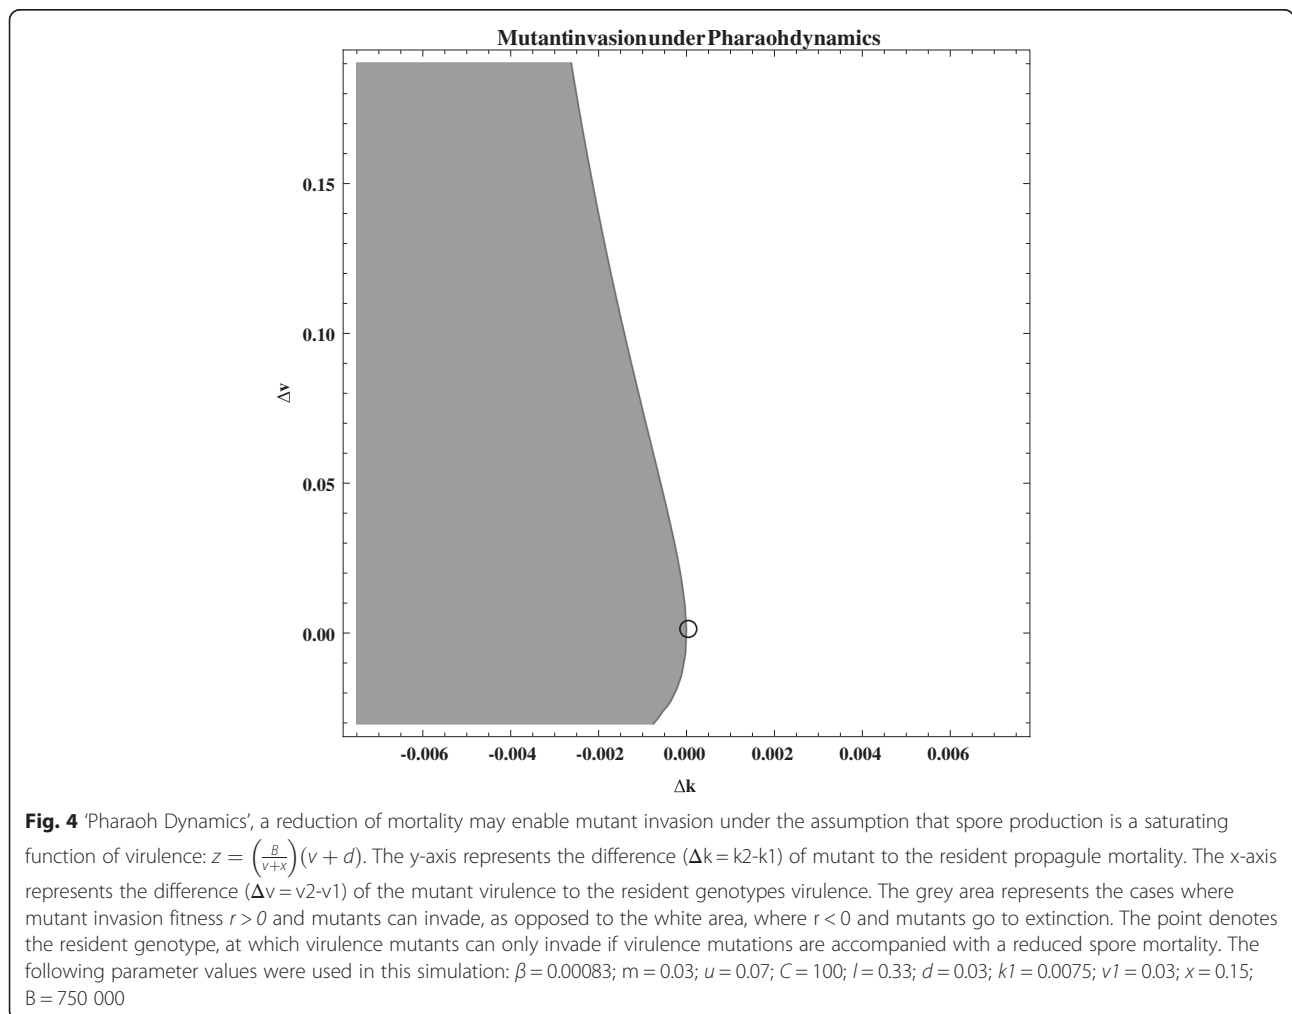 MutantinvasionunderPharaohdynamics
0.15
0.10
Δv
0.05
0.00
-0.006 -0.004 -0.002 0.000 0.002 0.004 0.006
Δk
Fig. 4 ‘Pharaoh Dynamics’, a reduction of mortality may enable mutant invasion under the assumption that spore production is a saturating
function of virulence: z = (B/(v+x))(v + d). The y-axis represents the difference (Δk = k2-k1) of mutant to the resident propagule mortality. The x-axis
represents the difference (Δv = v2-v1) of the mutant virulence to the resident genotypes virulence. The grey area represents the cases where
mutant invasion fitness r > 0 and mutants can invade, as opposed to the white area, where r < 0 and mutants go to extinction. The point denotes
the resident genotype, at which virulence mutants can only invade if virulence mutations are accompanied with a reduced spore mortality. The
following parameter values were used in this simulation: β = 0.00083; m = 0.03; u = 0.07; C = 100; l = 0.33; d = 0.03; k1 = 0.0075; v1 = 0.03; x = 0.15;
B = 750 000